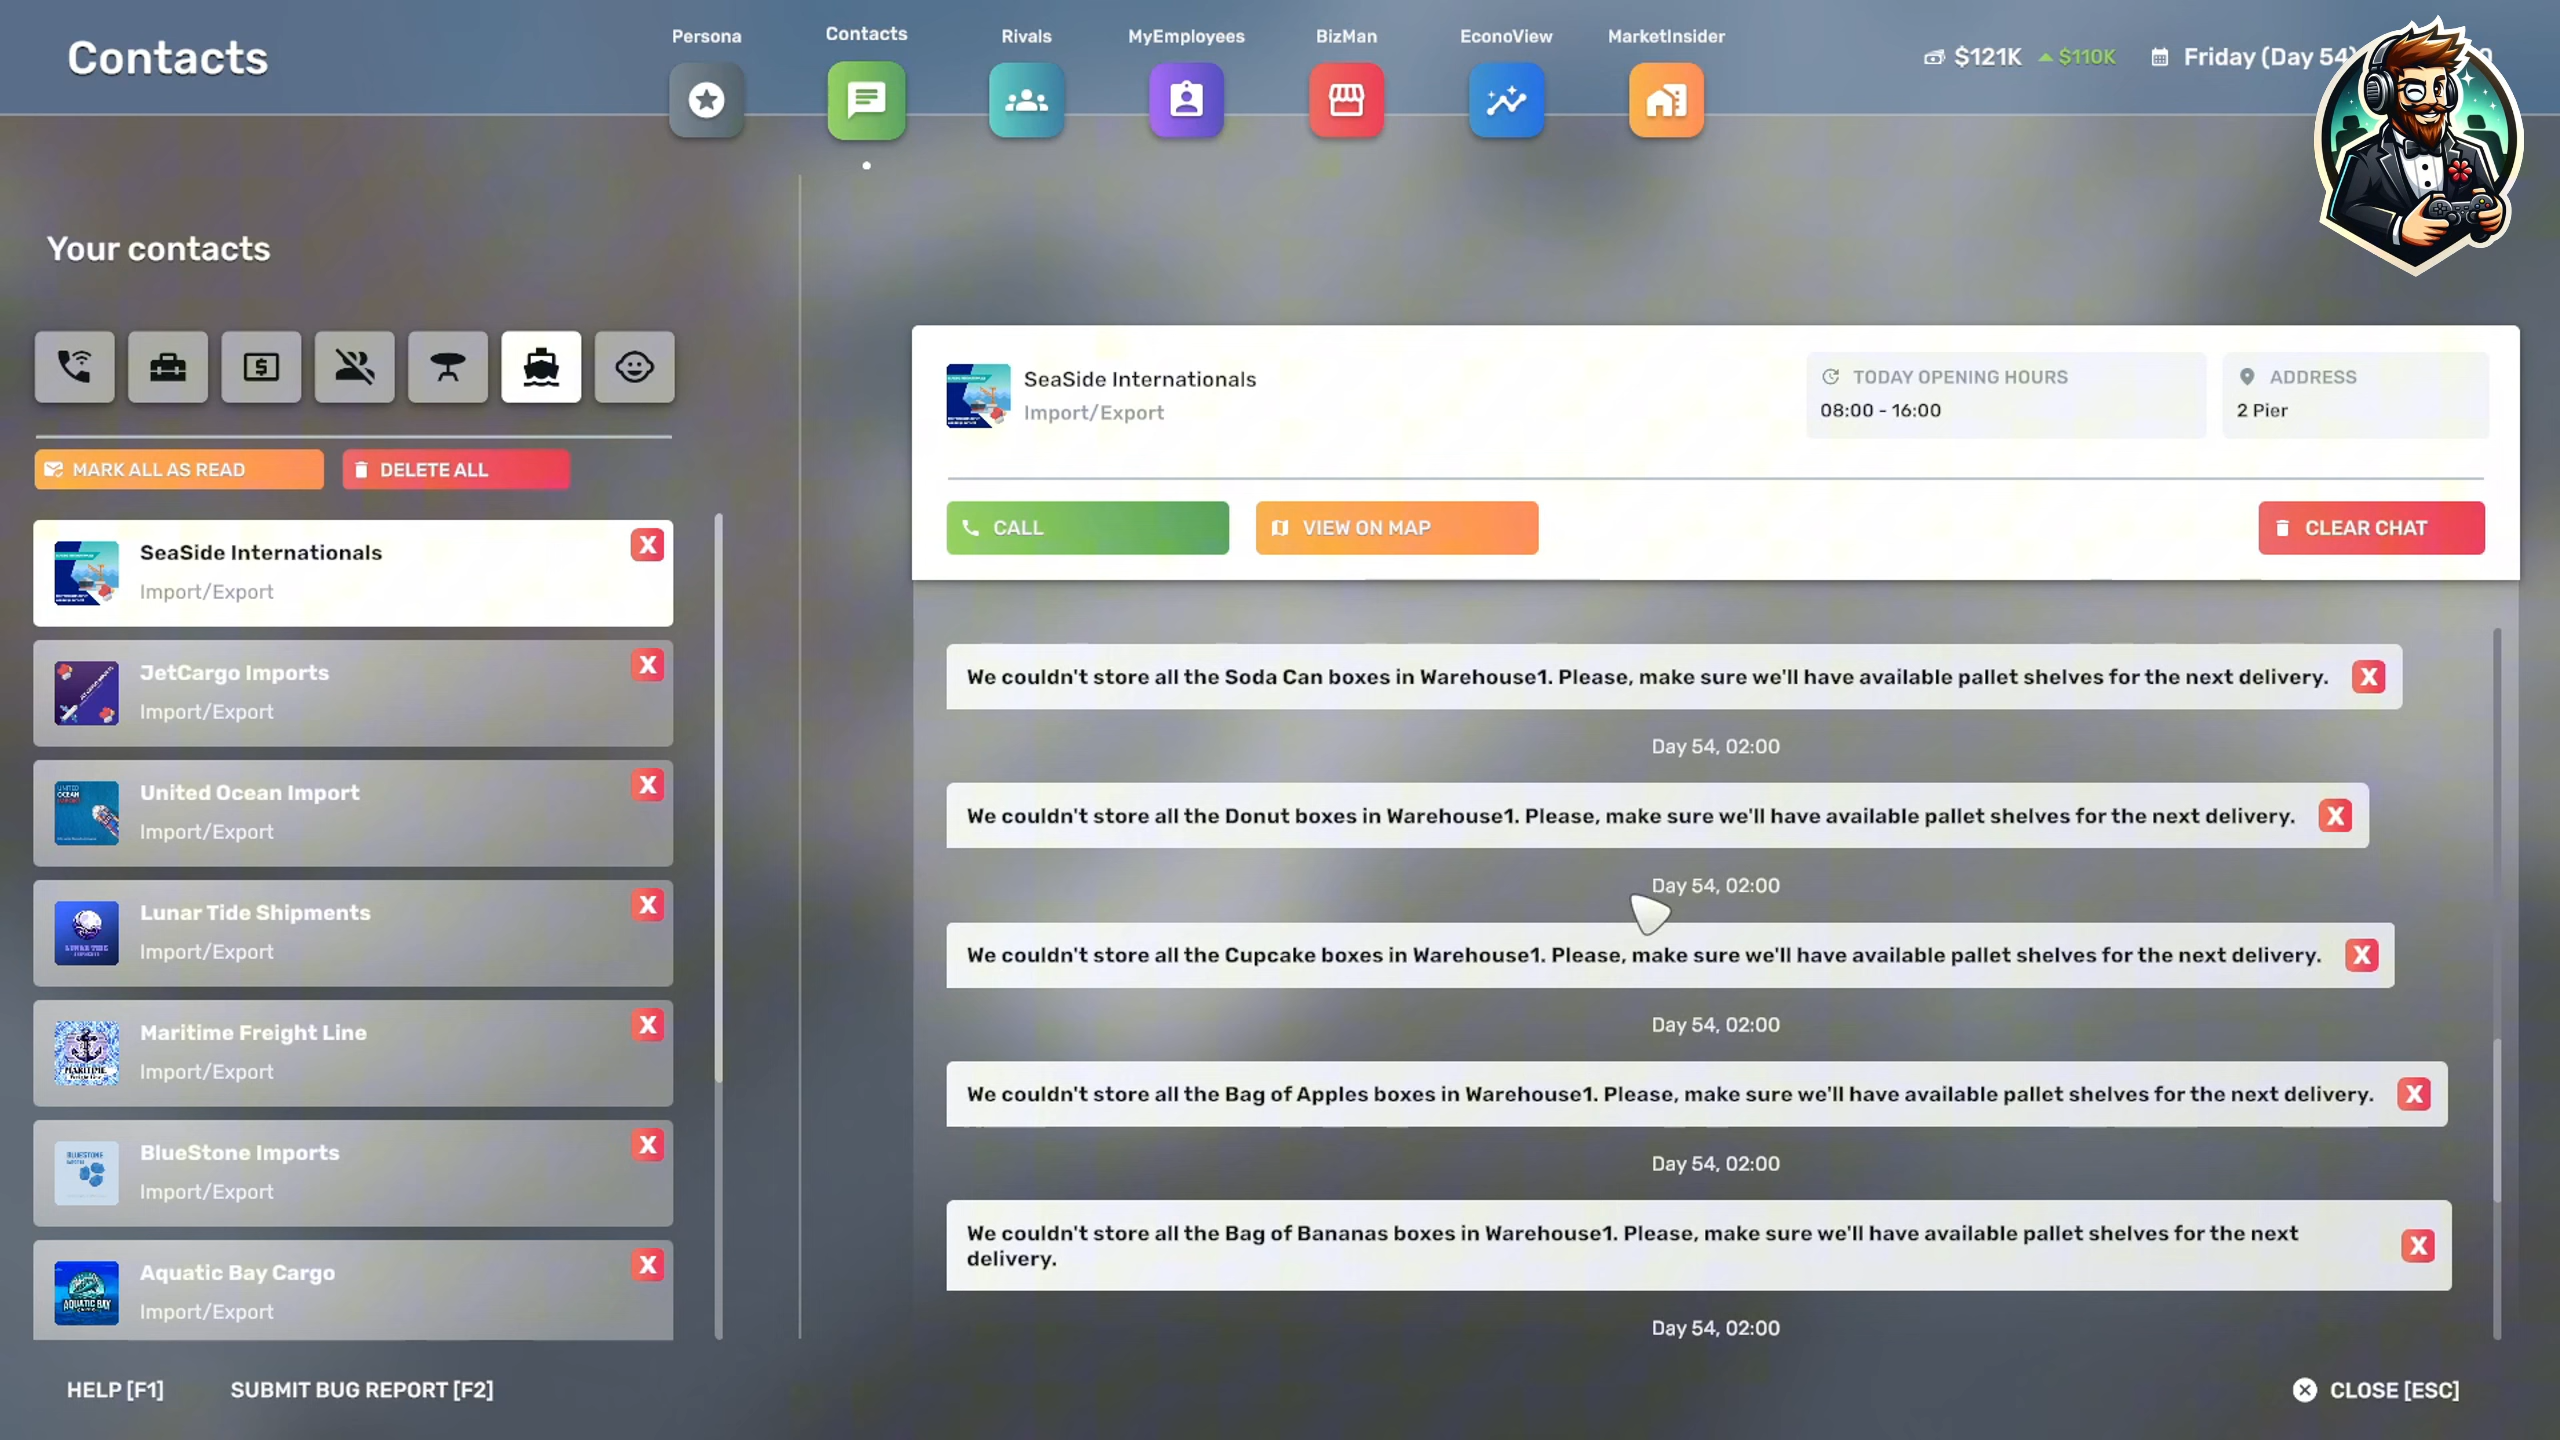 Contacts
Persona
Contacts
Rivals
MyEmployees
BizMan
EconoView
MarketInsider
$121K
$110K
Friday (Day 54)
Your contacts
MARK ALL AS READ
DELETE ALL
SeaSide Internationals
Import/Export
X
JetCargo Imports
Import/Export
X
United Ocean Import
Import/Export
X
Lunar Tide Shipments
Import/Export
X
Maritime Freight Line
Import/Export
X
BlueStone Imports
Import/Export
X
Aquatic Bay Cargo
Import/Export
X
SeaSide Internationals
Import/Export
TODAY OPENING HOURS
08:00 - 16:00
ADDRESS
2 Pier
CALL
VIEW ON MAP
CLEAR CHAT
We couldn't store all the Soda Can boxes in Warehouse1. Please, make sure we'll have available pallet shelves for the next delivery.
X
Day 54, 02:00
We couldn't store all the Donut boxes in Warehouse1. Please, make sure we'll have available pallet shelves for the next delivery.
X
Day 54, 02:00
We couldn't store all the Cupcake boxes in Warehouse1. Please, make sure we'll have available pallet shelves for the next delivery.
X
Day 54, 02:00
We couldn't store all the Bag of Apples boxes in Warehouse1. Please, make sure we'll have available pallet shelves for the next delivery.
X
Day 54, 02:00
We couldn't store all the Bag of Bananas boxes in Warehouse1. Please, make sure we'll have available pallet shelves for the next
delivery.
X
Day 54, 02:00
HELP [F1]
SUBMIT BUG REPORT [F2]
CLOSE [ESC]